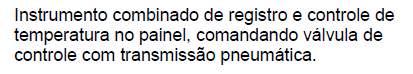 Instrumento combinado de registro e controle de
temperatura no painel, comandando válvula de
controle com transmissão pneumática.